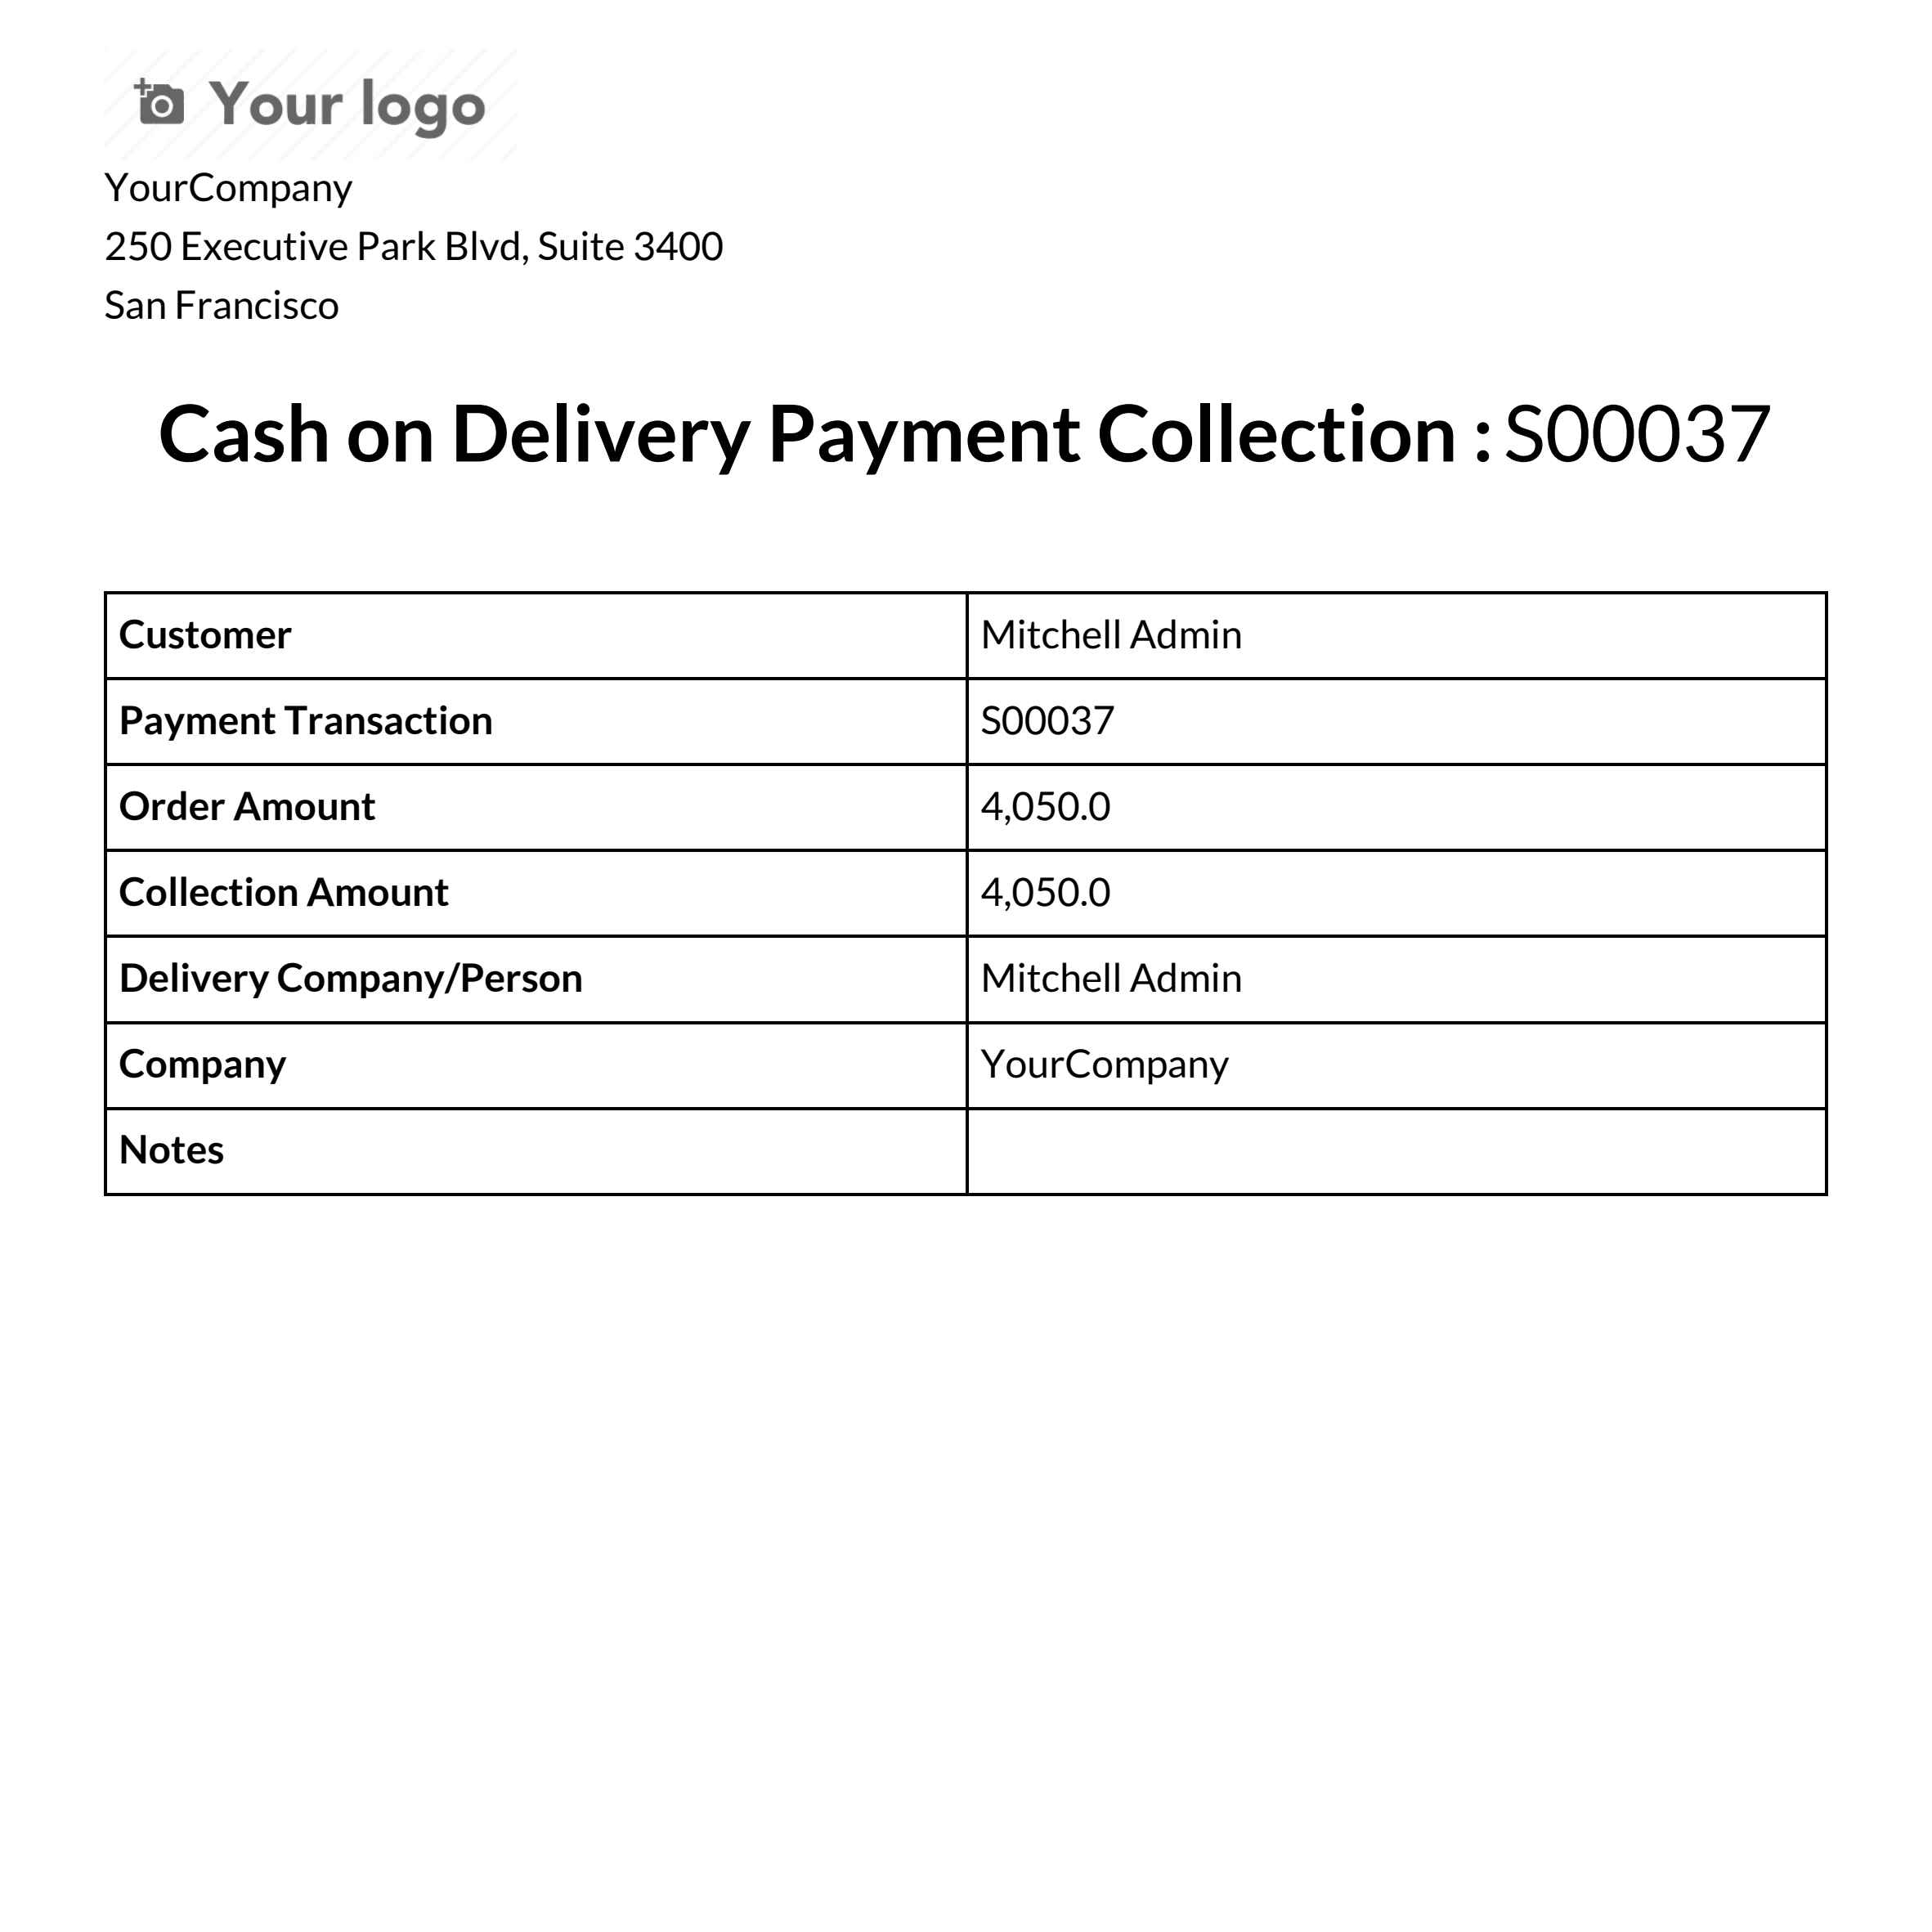 Your logo
YourCompany
250 Executive Park Blvd, Suite 3400
San Francisco
Cash on Delivery Payment Collection : S00037
Customer Mitchell Admin
Payment Transaction S00037
Order Amount 4,050.0
Collection Amount 4,050.0
Delivery Company/Person Mitchell Admin
Company YourCompany
Notes